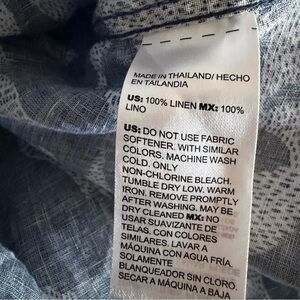 MADE IN THAILAND/ HECHO
EN TAILANDIA
US: 100% LINEN MX: 100%
LINO
US: DO NOT USE FABRIC
SOFTENER. WITH SIMILAR
COLORS. MACHINE WASH
COLD. ONLY
NON-CHLORINE BLEACH.
TUMBLE DRY LOW. WARM
IRON. REMOVE PROMPTLY
AFTER WASHING. MAY BE
DRY CLEANED MX: NO
USAR SUAVIZANTE DE
TELAS. CON COLORES
SIMILARES. LAVAR A
MÁQUINA CON AGUA FRÍA.
SOLAMENTE
BLANQUEADOR SIN CLORO.
SECAR A MÁQUINA A BAJA